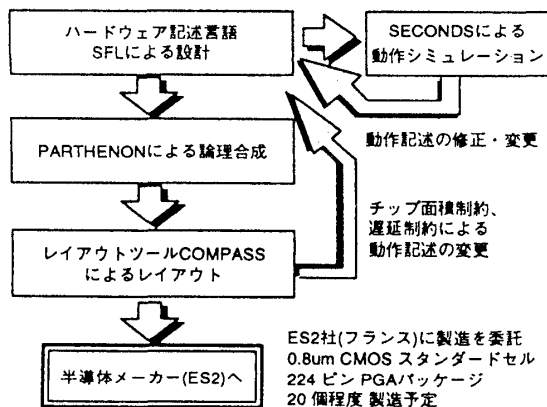 ハードウェア記述言語
SFLによる設計
SECONDSによる
動作シミュレーション
動作記述の修正・変更
PARTHENONによる論理合成
チップ面積制約、
遅延制約による
動作記述の変更
レイアウトツールCOMPASS
によるレイアウト
半導体メーカー(ES2)へ
ES2社(フランス)に製造を委託
0.8um CMOS スタンダードセル
224 ピン PGAパッケージ
20 個程度 製造予定